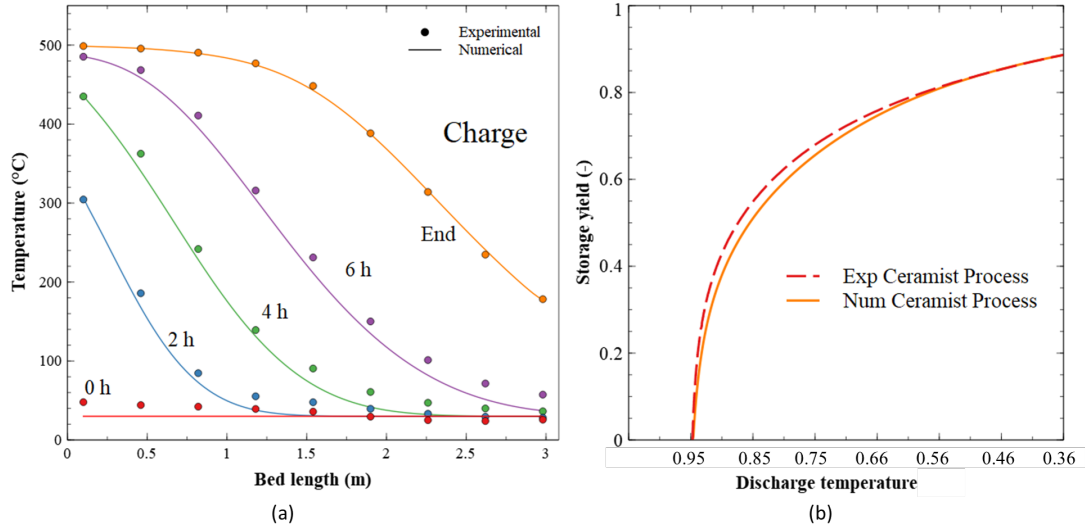 Experimental
Numerical
500
400
300
200
100
0
Temperature (°C)
Charge
End
6 h
4 h
2 h
0 h
0
0.5
1
1.5
2
2.5
3
Bed length (m)
(a)
1
0.8
0.6
0.4
0.2
0
Storage yield (-)
Exp Ceramist Process
Num Ceramist Process
0.95
0.85
0.75
0.66
0.56
0.46
0.36
Discharge temperature
(b)